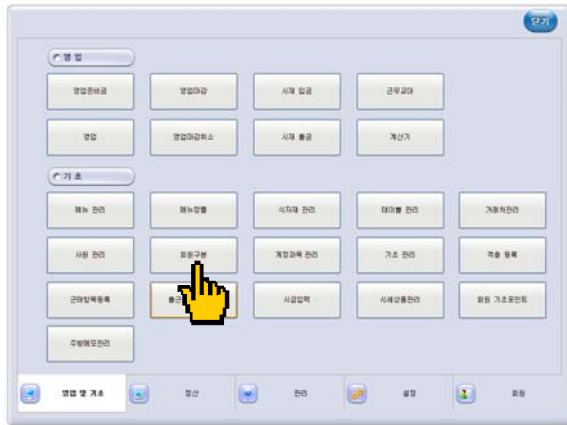 닫기
영 업
영업준비금 영업마감 시재 입금 근무교대
영업 영업마감취소 시재 출금 계산기
기 초
메뉴 관리 메뉴정렬 식자재 관리 테이블 관리 거래처관리
사원 관리 회원구분 계정과목 관리 기초 관리 적층 등록
근태항목등록 출근 시급입력 시세상품관리 회원 기초포인트
주방메모관리
영업 및 기초 정산 관리 설정 회원